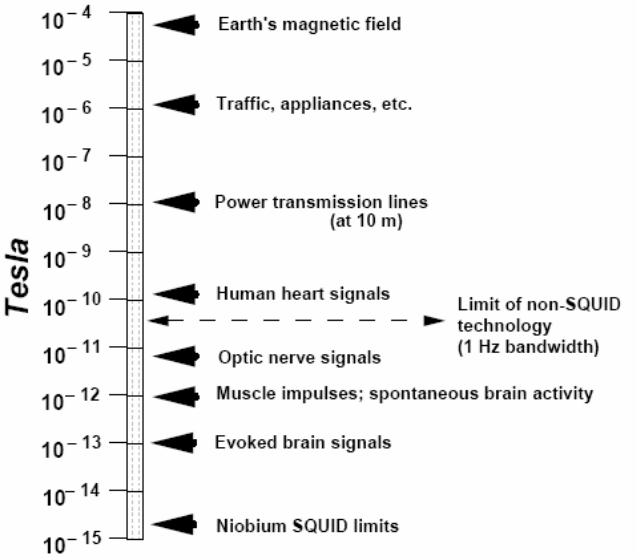 10⁻⁴
Earth's magnetic field
10⁻⁵
10⁻⁶
Traffic, appliances, etc.
10⁻⁷
10⁻⁸
Power transmission lines
(at 10 m)
10⁻⁹
Tesla
10⁻¹⁰
Human heart signals
Limit of non-SQUID
technology
(1 Hz bandwidth)
10⁻¹¹
Optic nerve signals
10⁻¹²
Muscle impulses; spontaneous brain activity
10⁻¹³
Evoked brain signals
10⁻¹⁴
10⁻¹⁵
Niobium SQUID limits